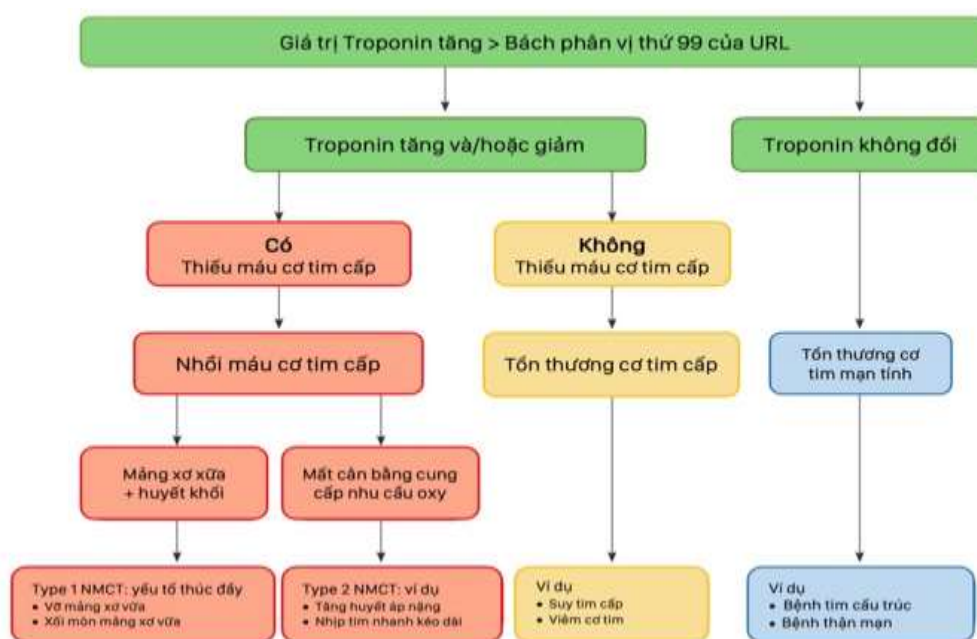 Giá trị Troponin tăng > Bách phân vị thứ 99 của URL
Troponin tăng và/hoặc giảm
Troponin không đổi
Có
Thiếu máu cơ tim cấp
Không
Thiếu máu cơ tim cấp
Nhồi máu cơ tim cấp
Tổn thương cơ tim cấp
Tổn thương cơ
tim mạn tính
Mảng xơ xữa
+ huyết khối
Mất cân bằng cung
cấp nhu cầu oxy
Type 1 NMCT: yếu tố thúc đẩy
• Vỡ mảng xơ vữa
• Xói mòn mảng xơ vữa
Type 2 NMCT: ví dụ
• Tăng huyết áp nặng
• Nhịp tim nhanh kéo dài
Ví dụ
• Suy tim cấp
• Viêm cơ tim
Ví dụ
• Bệnh tim cấu trúc
• Bệnh thận mạn